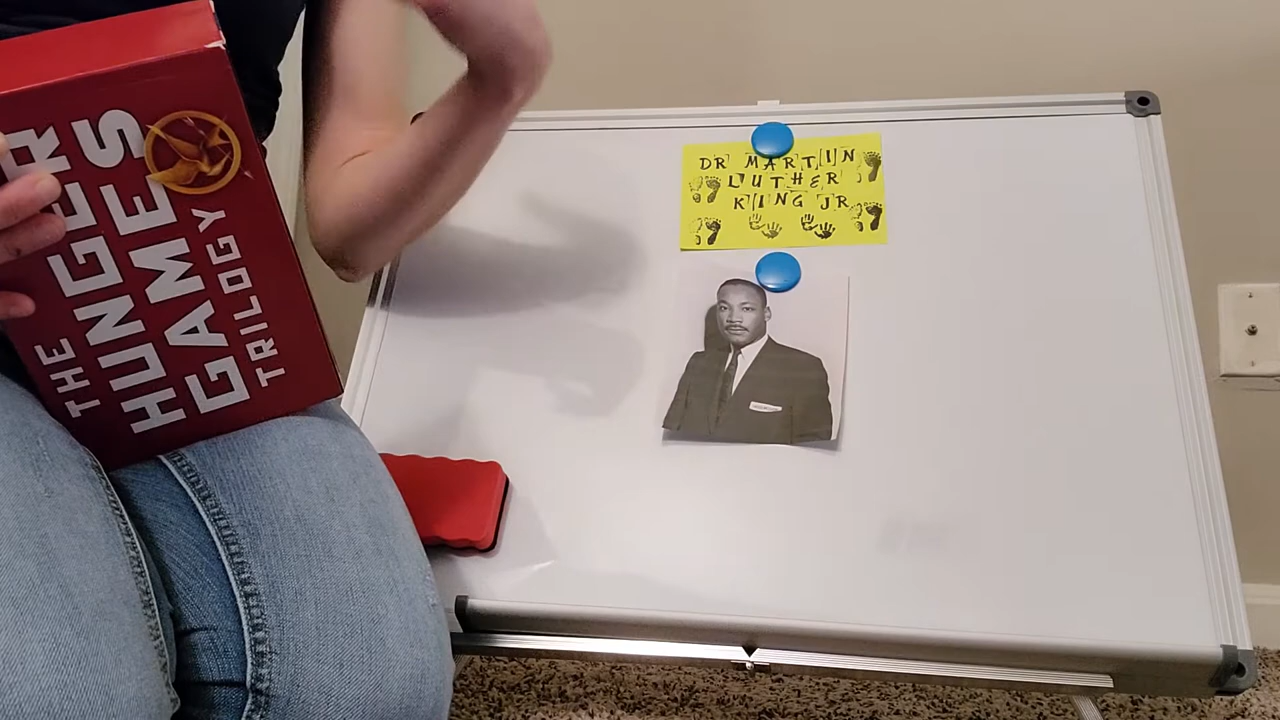 THE
HUNGER
GAMES
TRILOGY
DR MARTIN
LUTHER
KING JR